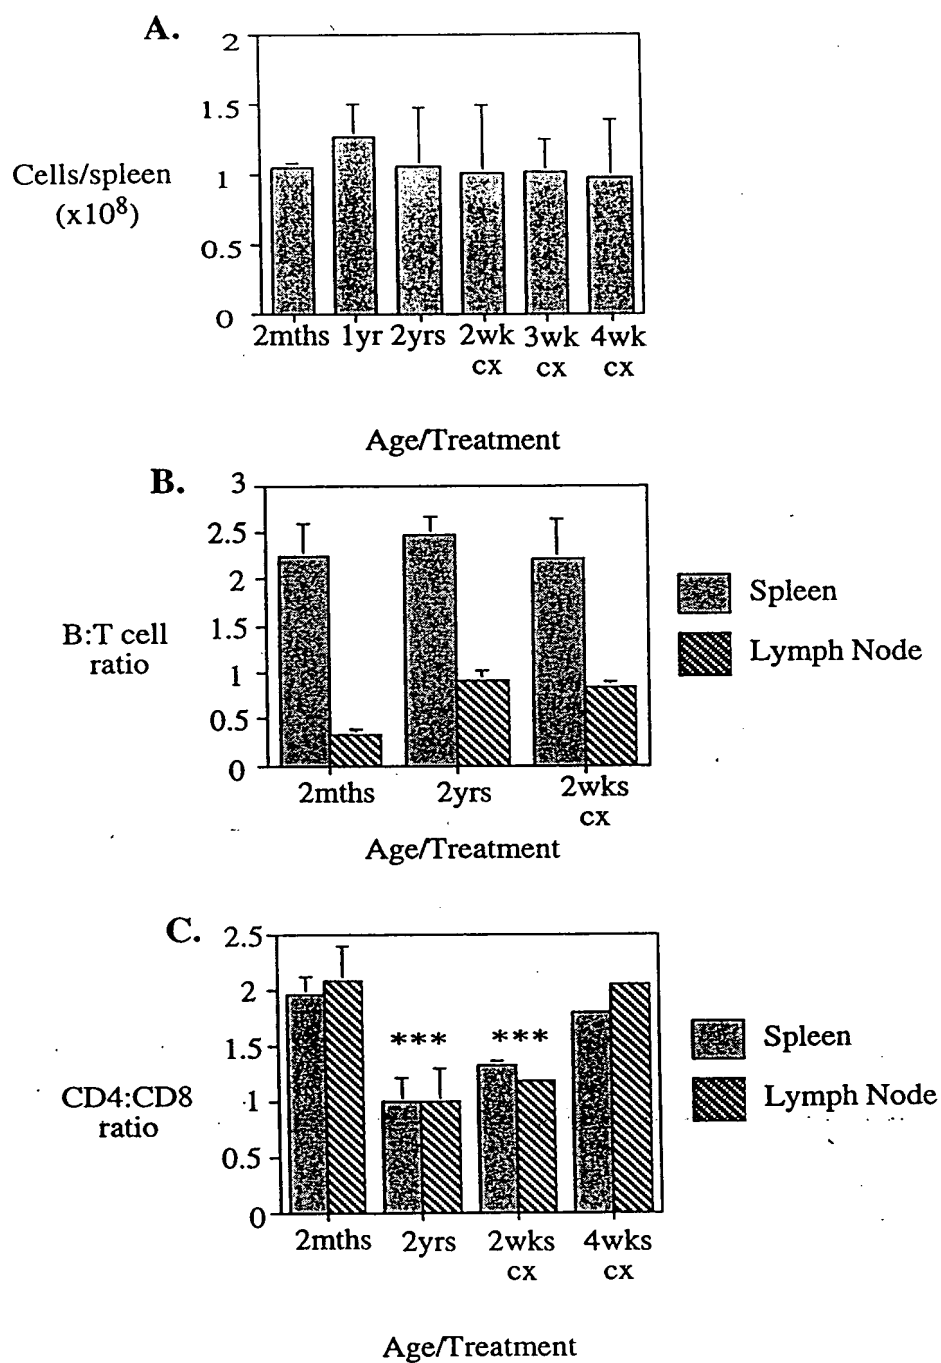 A.
2
1.5
Cells/spleen
(x10⁸)
1
0.5
0
2mths 1yr 2yrs 2wk 3wk 4wk
cx cx cx
Age/Treatment
B.
3
2.5
2
1.5
B:T cell
ratio
1
0.5
0
Spleen
Lymph Node
2mths 2yrs 2wks
cx
Age/Treatment
C.
2.5
2
1.5
*** ***
CD4:CD8
ratio
1
0.5
0
Spleen
Lymph Node
2mths 2yrs 2wks 4wks
cx cx
Age/Treatment